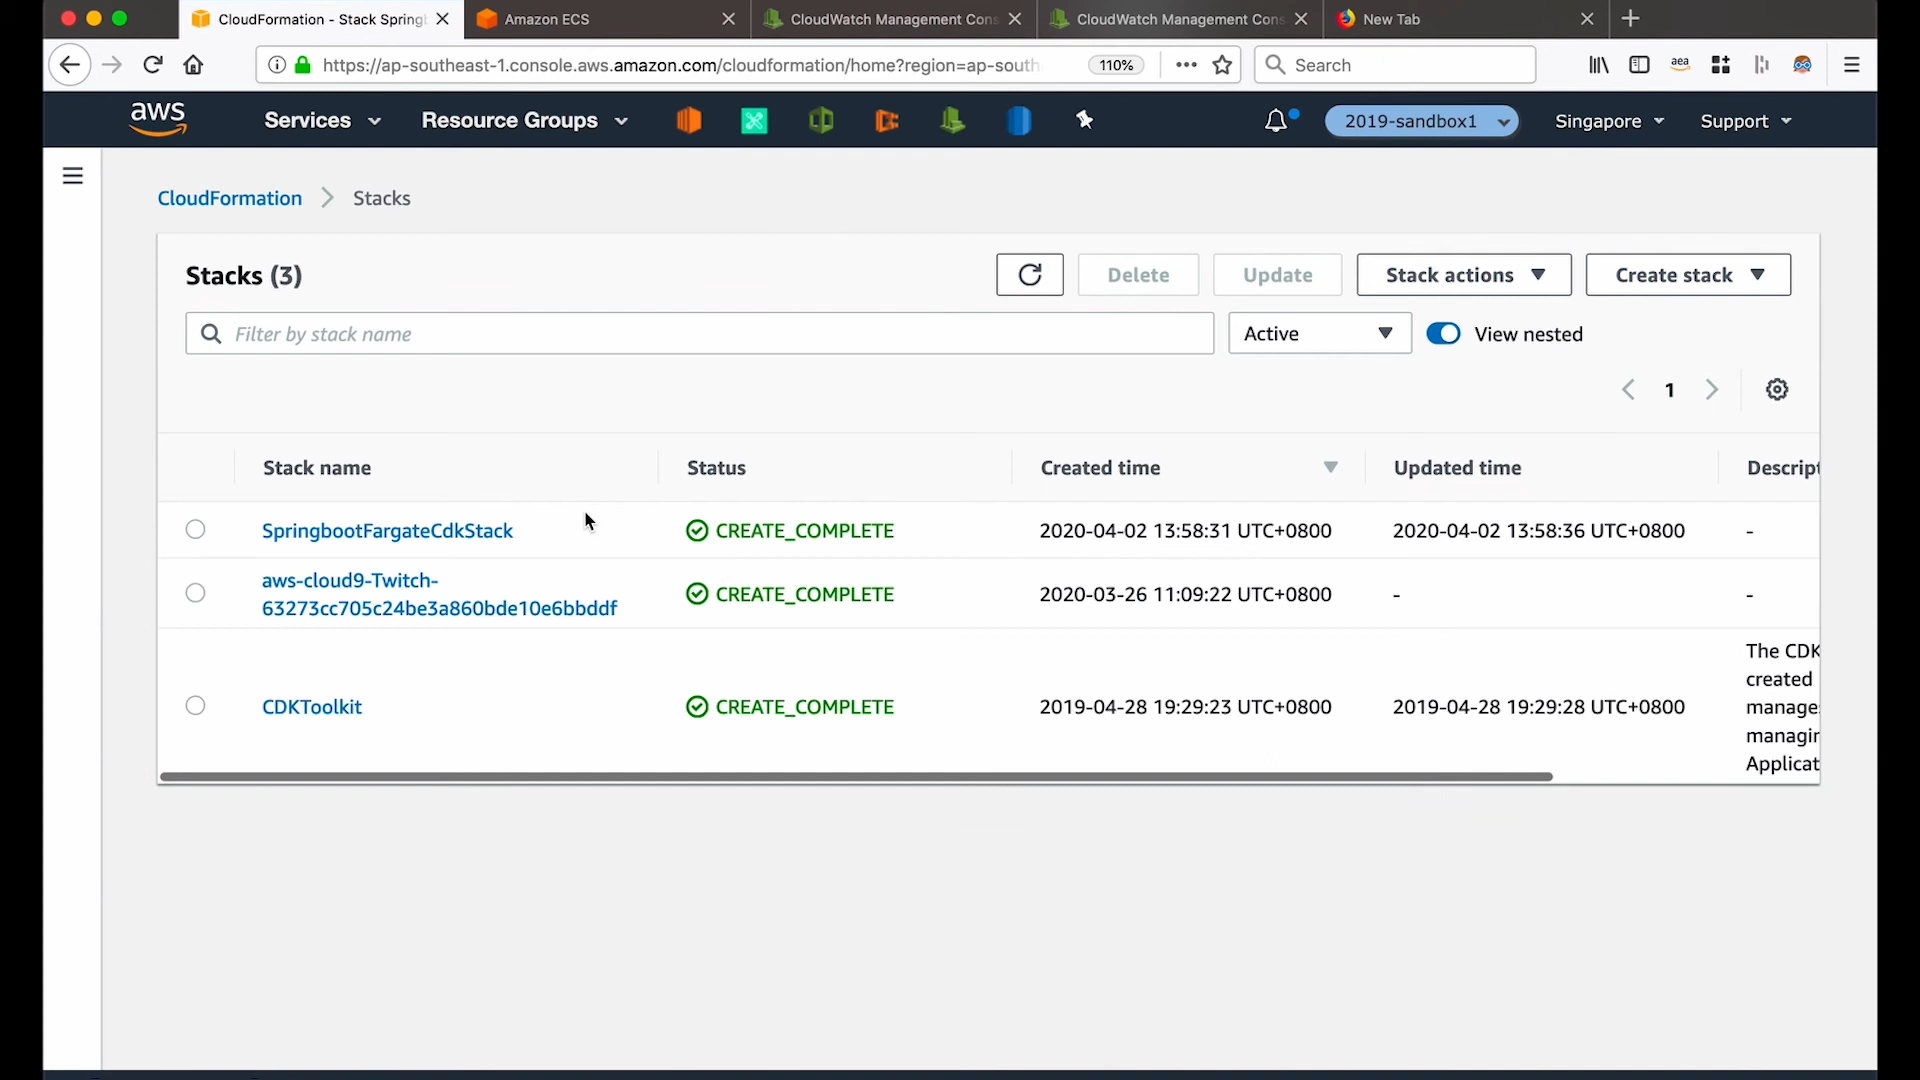 CloudFormation - Stack Spring
Amazon ECS
CloudWatch Management Cons
CloudWatch Management Cons
New Tab
https://ap-southeast-1.console.aws.amazon.com/cloudformation/home?region=ap-south
110%
Search
aea
aws
Services
Resource Groups
2019-sandbox1
Singapore
Support
CloudFormation
Stacks
Stacks (3)
Delete
Update
Stack actions
Create stack
Filter by stack name
Active
View nested
1
Stack name
Status
Created time
Updated time
Descript
SpringbootFargateCdkStack
CREATE_COMPLETE
2020-04-02 13:58:31 UTC+0800
2020-04-02 13:58:36 UTC+0800
-
aws-cloud9-Twitch-
63273cc705c24be3a860bde10e6bbddf
CREATE_COMPLETE
2020-03-26 11:09:22 UTC+0800
-
-
CDKToolkit
CREATE_COMPLETE
2019-04-28 19:29:23 UTC+0800
2019-04-28 19:29:28 UTC+0800
The CDK
created
manage
managin
Applicat